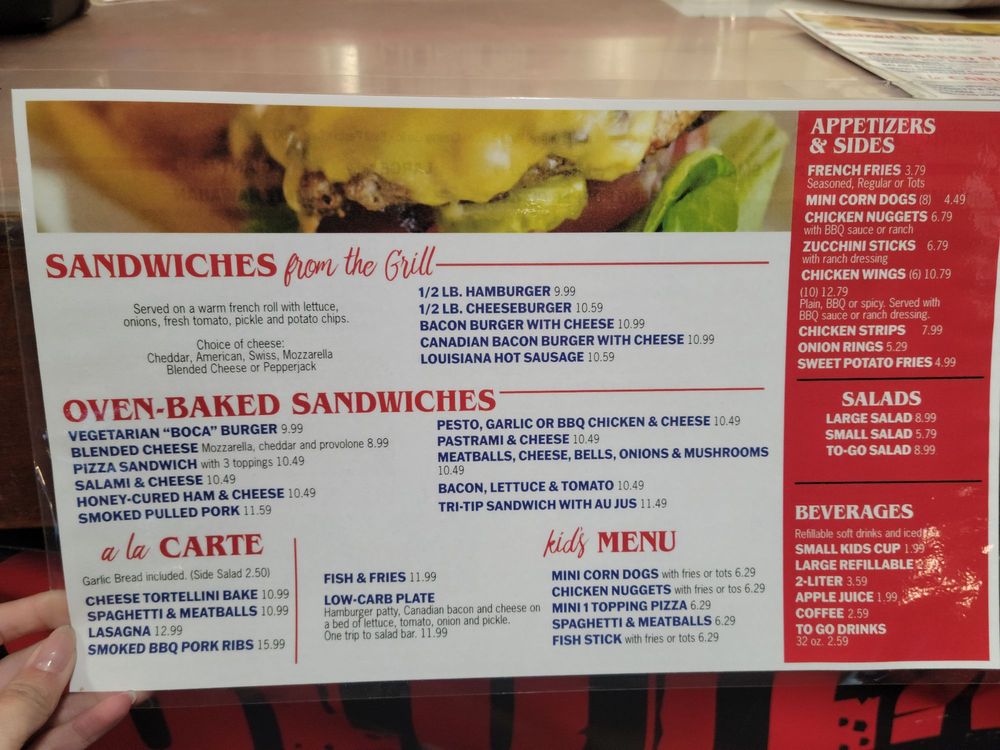 SANDWICHES from the Grill
Served on a warm french roll with lettuce,
onions, fresh tomato, pickle and potato chips.
Choice of cheese:
Cheddar, American, Swiss, Mozzarella
Blended Cheese or Pepperjack
1/2 LB. HAMBURGER 9.99
1/2 LB. CHEESEBURGER 10.59
BACON BURGER WITH CHEESE 10.99
CANADIAN BACON BURGER WITH CHEESE 10.99
LOUISIANA HOT SAUSAGE 10.59
OVEN-BAKED SANDWICHES
VEGETARIAN "BOCA" BURGER 9.99
BLENDED CHEESE Mozzarella, cheddar and provolone 8.99
PIZZA SANDWICH with 3 toppings 10.49
SALAMI & CHEESE 10.49
HONEY-CURED HAM & CHEESE 10.49
SMOKED PULLED PORK 11.59
PESTO, GARLIC OR BBQ CHICKEN & CHEESE 10.49
PASTRAMI & CHEESE 10.49
MEATBALLS, CHEESE, BELLS, ONIONS & MUSHROOMS
10.49
BACON, LETTUCE & TOMATO 10.49
TRI-TIP SANDWICH WITH AU JUS 11.49
a la CARTE
Garlic Bread included. (Side Salad 2.50)
CHEESE TORTELLINI BAKE 10.99
SPAGHETTI & MEATBALLS 10.99
LASAGNA 12.99
SMOKED BBQ PORK RIBS 15.99
FISH & FRIES 11.99
LOW-CARB PLATE
Hamburger patty, Canadian bacon and cheese on
a bed of lettuce, tomato, onion and pickle.
One trip to salad bar. 11.99
kid's MENU
MINI CORN DOGS with fries or tots 6.29
CHICKEN NUGGETS with fries or tos 6.29
MINI 1 TOPPING PIZZA 6.29
SPAGHETTI & MEATBALLS 6.29
FISH STICK with fries or tots 6.29
APPETIZERS
& SIDES
FRENCH FRIES 3.79
Seasoned, Regular or Tots
MINI CORN DOGS (8) 4.49
CHICKEN NUGGETS 6.79
with BBQ sauce or ranch
ZUCCHINI STICKS 6.79
with ranch dressing
CHICKEN WINGS (6) 10.79
(10) 12.79
Plain, BBQ or spicy. Served with
BBQ sauce or ranch dressing.
CHICKEN STRIPS 7.99
ONION RINGS 5.29
SWEET POTATO FRIES 4.99
SALADS
LARGE SALAD 8.99
SMALL SALAD 5.79
TO-GO SALAD 8.99
BEVERAGES
Refillable soft drinks and iced
SMALL KIDS CUP 1.99
LARGE REFILLABLE
2-LITER 3.59
APPLE JUICE 1.99
COFFEE 2.59
TO GO DRINKS
32 oz. 2.59